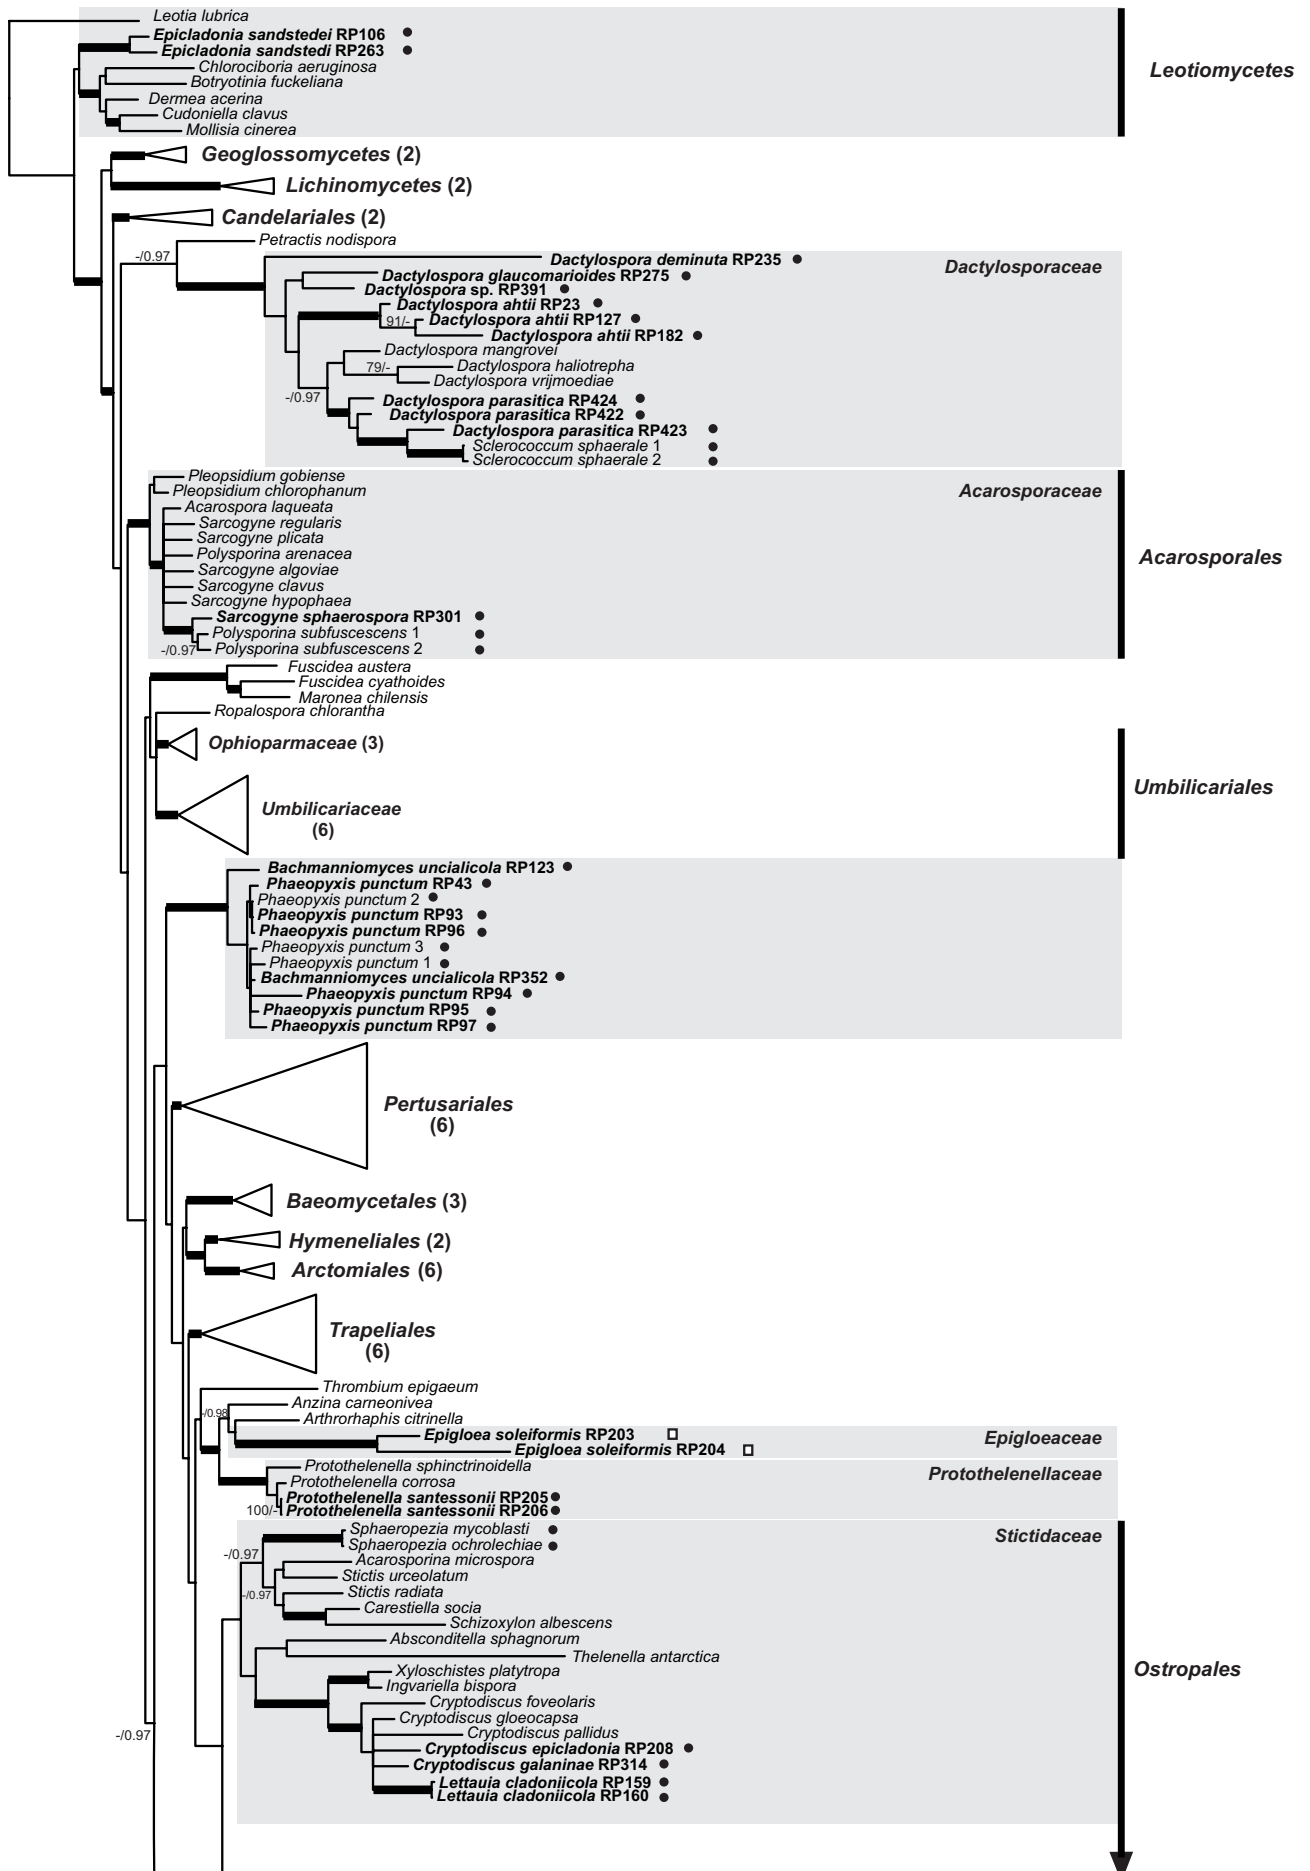 Leotia lubrica
Epicladonia sandstedei RP106
Epicladonia sandstedi RP263
Chlorociboria aeruginosa
Botryotinia fuckeliana
Dermea acerina
Cudoniella clavus
Mollisia cinerea
Leotiomycetes
Geoglossomycetes (2)
Lichinomycetes (2)
Candelariales (2)
Petractis nodispora
-/0.97
Dactylospora deminuta RP235
Dactylosporaceae
Dactylospora glaucomarioides RP275
Dactylospora sp. RP391
Dactylospora ahtii RP23
91/-
Dactylospora ahtii RP127
Dactylospora ahtii RP182
Dactylospora mangrovei
79/-
Dactylospora haliotrepha
Dactylospora vrijmoediae
-/0.97
Dactylospora parasitica RP424
Dactylospora parasitica RP422
Dactylospora parasitica RP423
Sclerococcum sphaerale 1
Sclerococcum sphaerale 2
Pleopsidium gobiense
Pleopsidium chlorophanum
Acarosporaceae
Acarospora laqueata
Sarcogyne regularis
Sarcogyne plicata
Polysporina arenacea
Acarosporales
Sarcogyne algoviae
Sarcogyne clavus
Sarcogyne hypophaea
Sarcogyne sphaerospora RP301
Polysporina subfuscescens 1
-/0.97
Polysporina subfuscescens 2
Fuscidea austera
Fuscidea cyathoides
Maronea chilensis
Ropalospora chlorantha
Ophioparmaceae (3)
Umbilicariales
Umbilicariaceae
(6)
Bachmanniomyces uncialicola RP123
Phaeopyxis punctum RP43
Phaeopyxis punctum 2
Phaeopyxis punctum RP93
Phaeopyxis punctum RP96
Phaeopyxis punctum 3
Phaeopyxis punctum 1
Bachmanniomyces uncialicola RP352
Phaeopyxis punctum RP94
Phaeopyxis punctum RP95
Phaeopyxis punctum RP97
Pertusariales
(6)
Baeomycetales (3)
Hymeneliales (2)
Arctomiales (6)
Trapeliales
(6)
Thrombium epigaeum
Anzina carneonivea
-/0.98
Arthrorhaphis citrinella
Epigloea soleiformis RP203
Epigloeaceae
Epigloea soleiformis RP204
Protothelenella sphinctrinoidella
Protothelenellaceae
Protothelenella corrosa
Protothelenella santessonii RP205
100/-
Protothelenella santessonii RP206
Sphaeropezia mycoblasti
Stictidaceae
Sphaeropezia ochrolechiae
-/0.97
Acarosporina microspora
Stictis urceolatum
-/0.97
Stictis radiata
Carestiella socia
Schizoxylon albescens
Absconditella sphagnorum
Thelenella antarctica
Ostropales
Xyloschistes platytropa
Ingvariella bispora
Cryptodiscus foveolaris
Cryptodiscus gloeocapsa
-/0.97
Cryptodiscus pallidus
Cryptodiscus epicladonia RP208
Cryptodiscus galaninae RP314
Lettauia cladoniicola RP159
Lettauia cladoniicola RP160